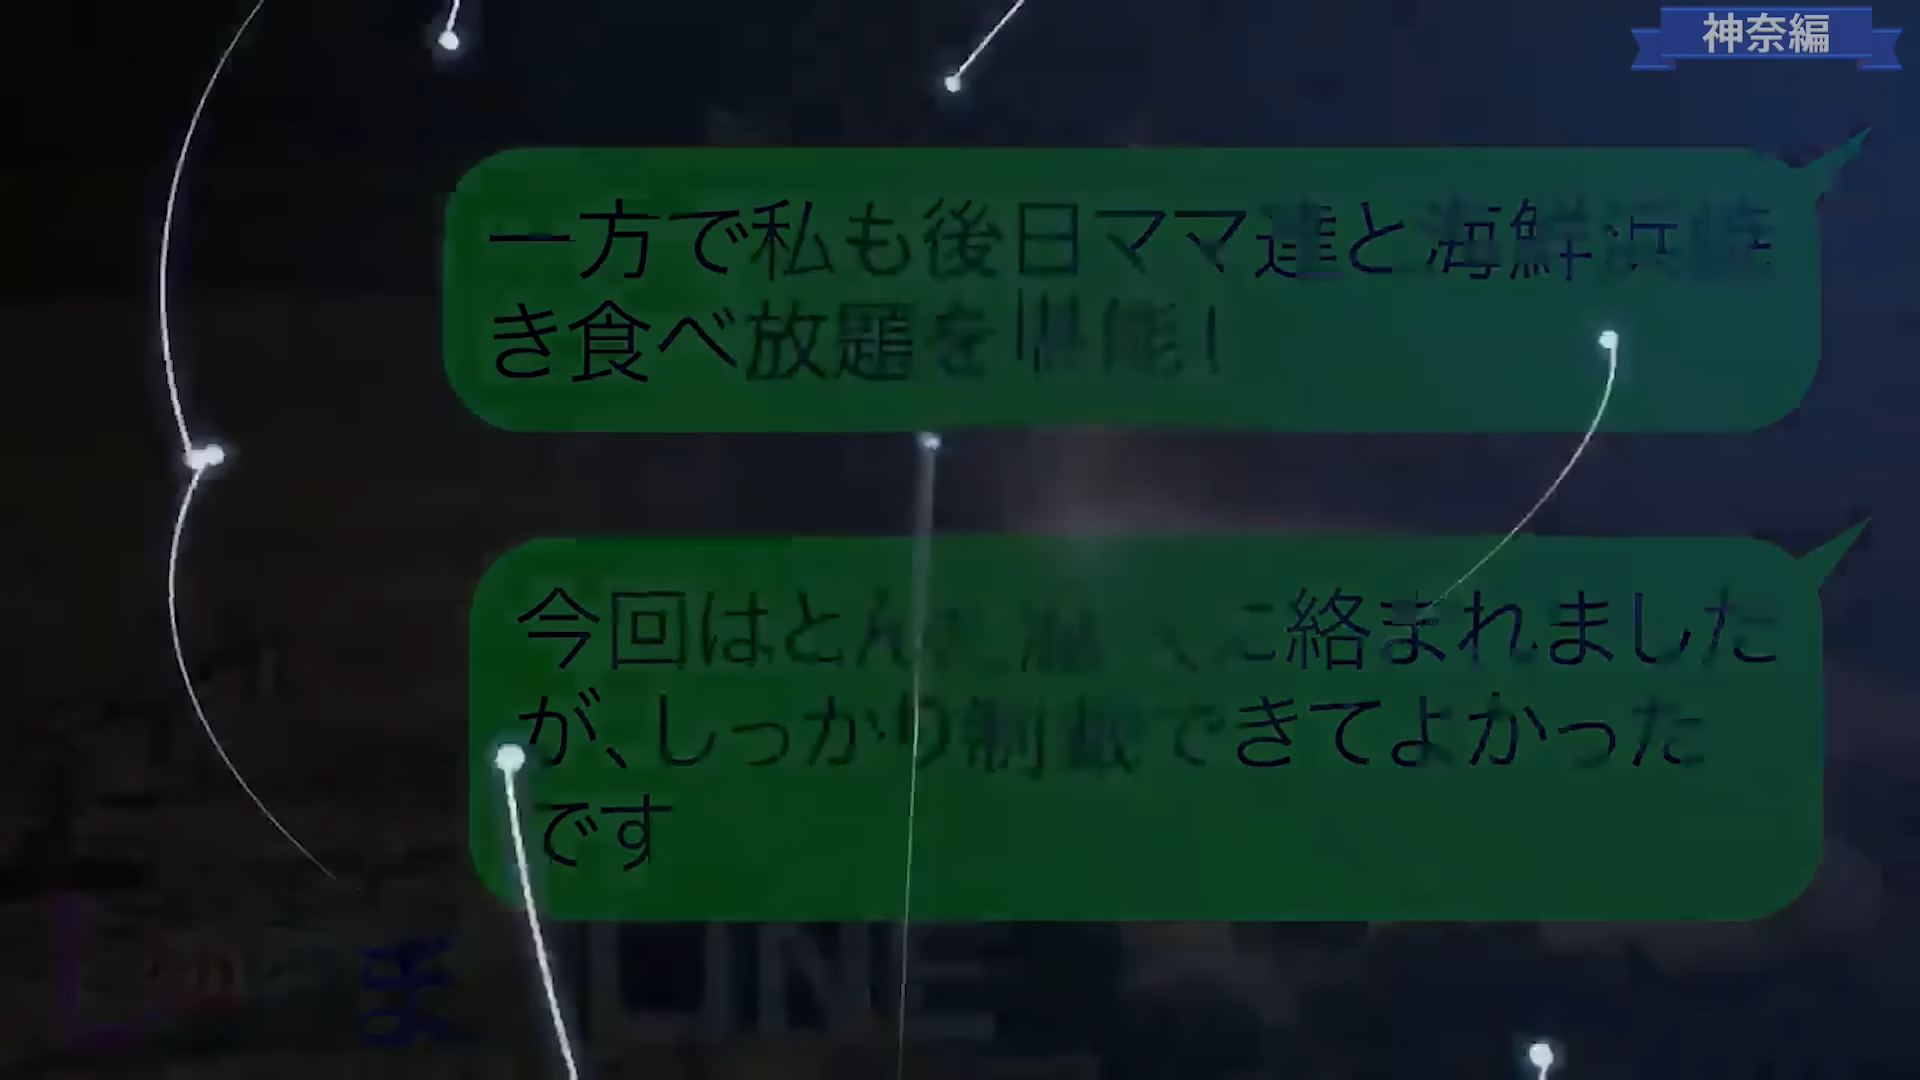 神奈編
一方で私も後日ママ達と海鮮浜焼
き食べ放題を堪能!
今回はとん に絡まれました
が、しっかり制裁できてよかった
です
LINE